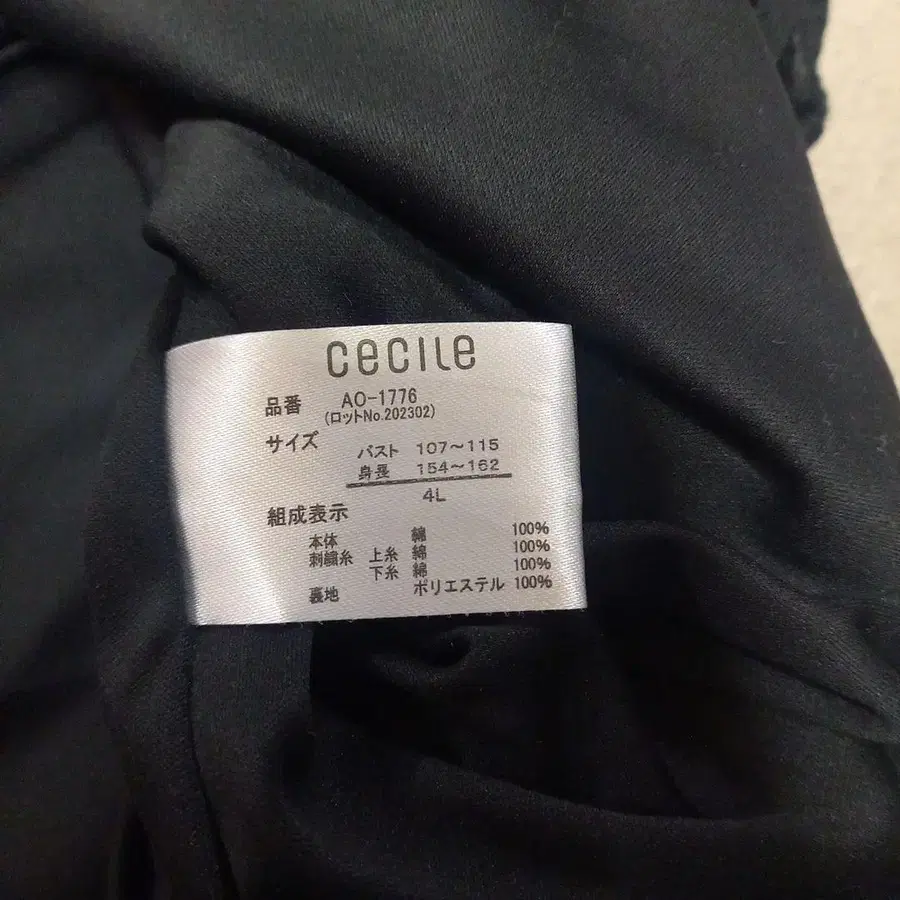 cecile
品番 AO-1776
(ロットNo.202302)
サイズ
バスト 107～115
身長 154～162
4L
組成表示
本体 綿 100%
刺繍糸 上糸 綿 100%
下糸 綿 100%
裏地 ポリエステル 100%